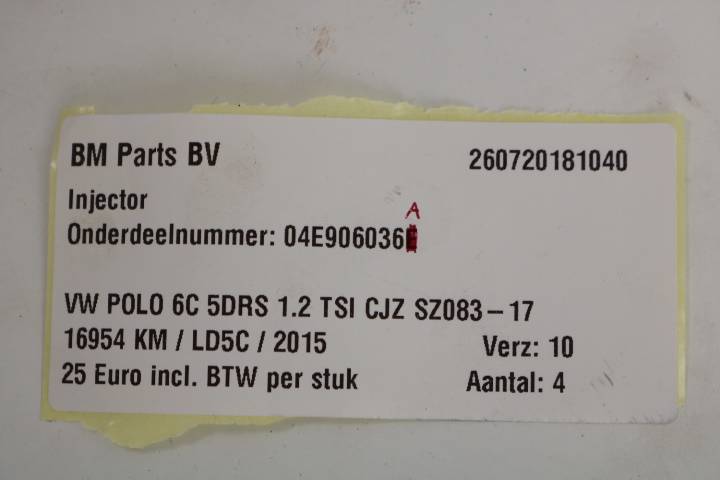 BM Parts BV 260720181040
Injector
A
Onderdeelnummer: 04E906036
VW POLO 6C 5DRS 1.2 TSI CJZ SZ083-17
16954 KM / LD5C / 2015 Verz: 10
25 Euro incl. BTW per stuk Aantal: 4